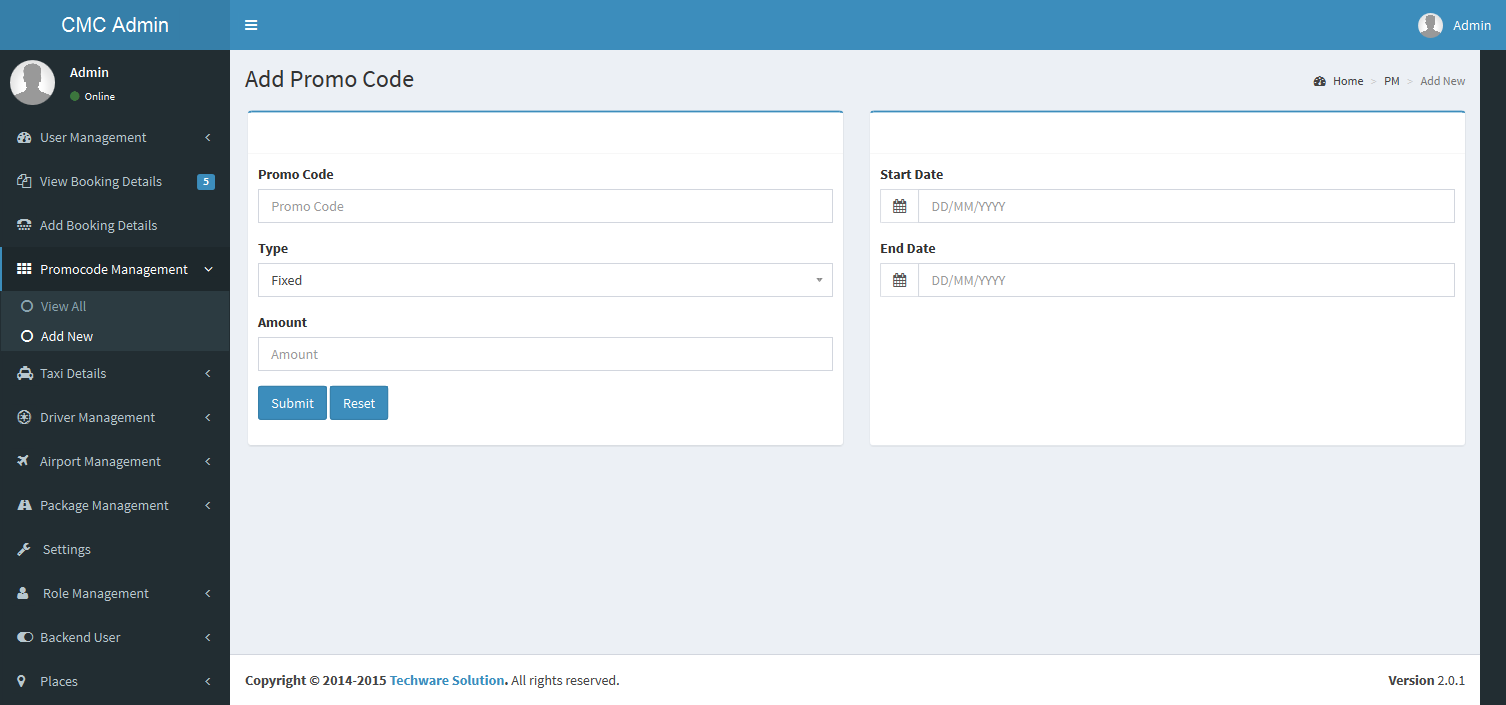 CMC Admin
Admin
Admin
Online
User Management
View Booking Details 5
Add Booking Details
Promocode Management
View All
Add New
Taxi Details
Driver Management
Airport Management
Package Management
Settings
Role Management
Backend User
Places
Add Promo Code
Home > PM > Add New
Promo Code
Promo Code
Type
Fixed
Amount
Amount
Submit Reset
Start Date
DD/MM/YYYY
End Date
DD/MM/YYYY
Copyright © 2014-2015 Techware Solution. All rights reserved.
Version 2.0.1